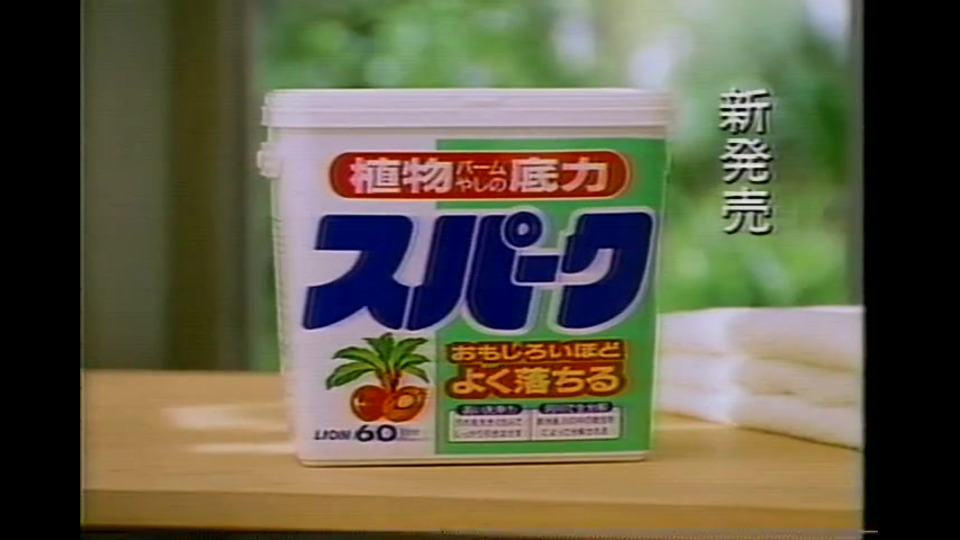 新発売
植物パームやしの底力
スパーク
おもしろいほど
よく落ちる
LION 60